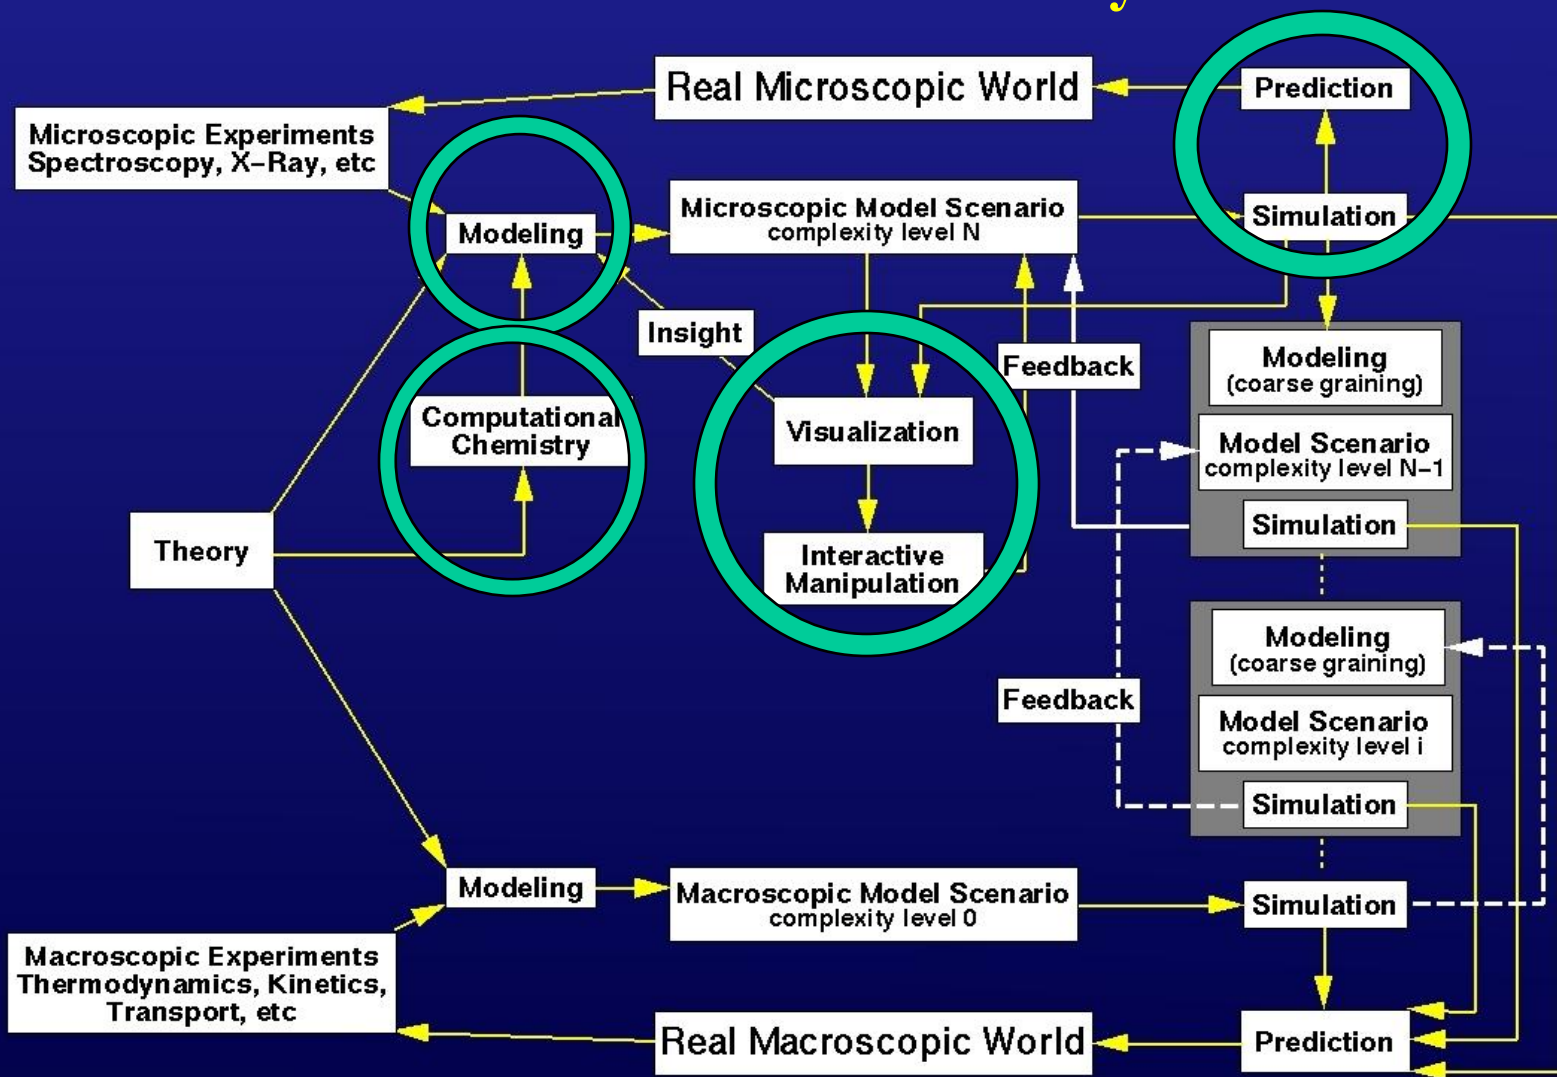 Real Microscopic World
Prediction
Microscopic Experiments
Spectroscopy, X-Ray, etc
Modeling
Microscopic Model Scenario
complexity level N
Simulation
Insight
Feedback
Modeling
(coarse graining)
Computational
Chemistry
Visualization
Model Scenario
complexity level N-1
Simulation
Theory
Interactive
Manipulation
Modeling
(coarse graining)
Feedback
Model Scenario
complexity level i
Simulation
Modeling
Macroscopic Model Scenario
complexity level 0
Simulation
Macroscopic Experiments
Thermodynamics, Kinetics,
Transport, etc
Real Macroscopic World
Prediction